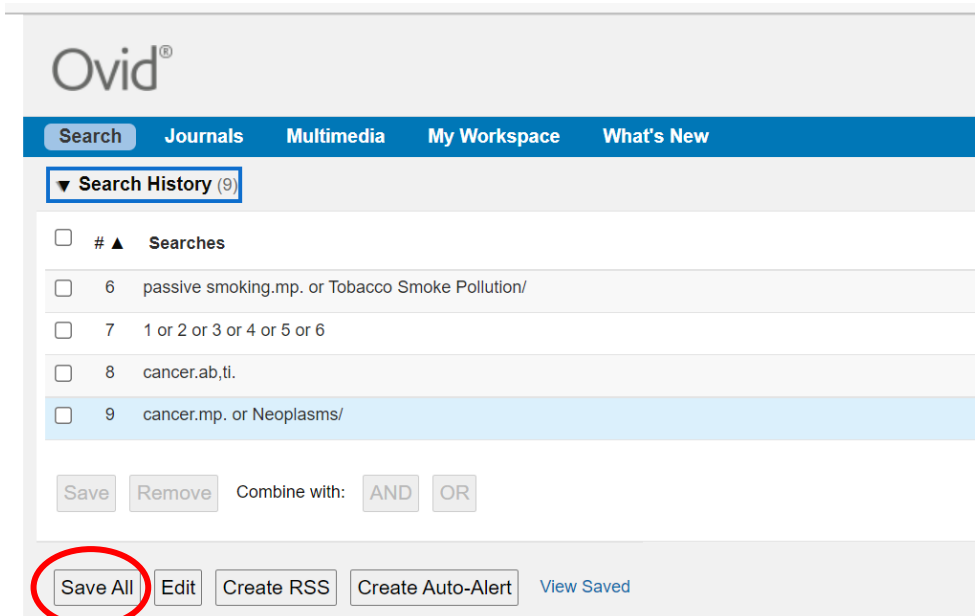 Ovid®
Search Journals Multimedia My Workspace What's New
▼ Search History (9)
# ▲ Searches
6 passive smoking.mp. or Tobacco Smoke Pollution/
7 1 or 2 or 3 or 4 or 5 or 6
8 cancer.ab,ti.
9 cancer.mp. or Neoplasms/
Save Remove Combine with: AND OR
Save All Edit Create RSS Create Auto-Alert View Saved